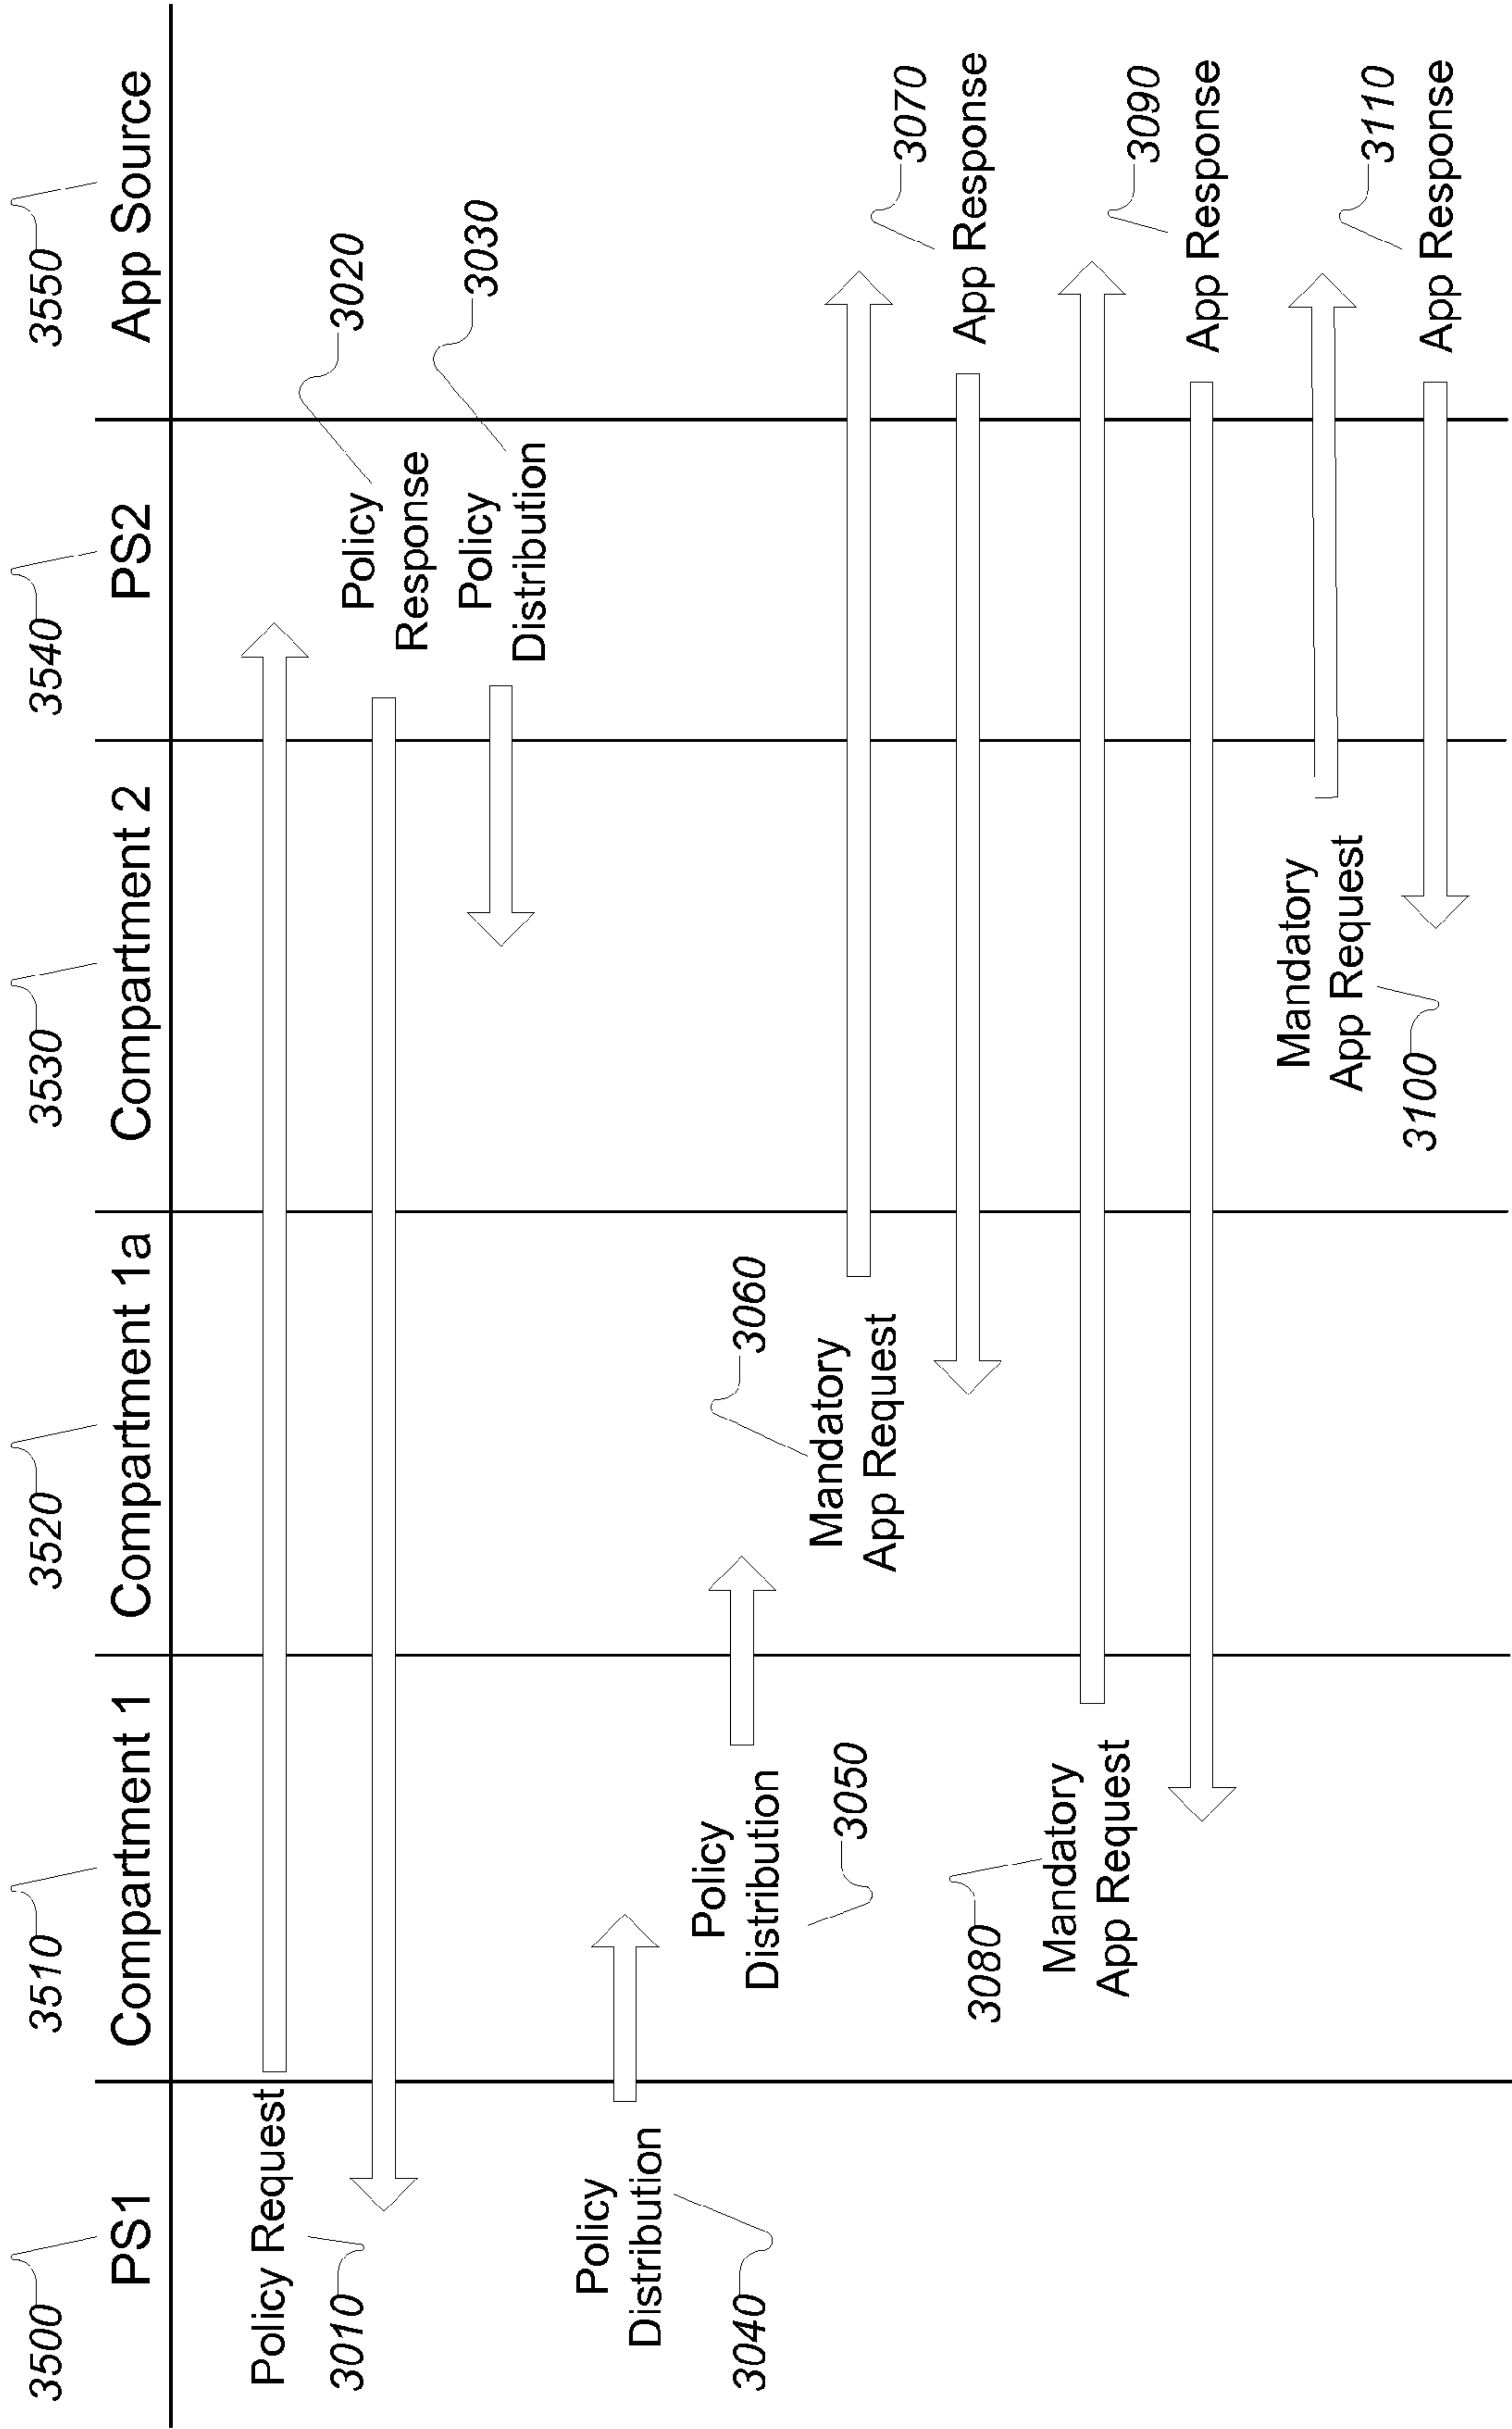 3500
3510
3520
3530
3540
3550
PS1
Compartment 1
Compartment 1a
Compartment 2
PS2
App Source
Policy Request
3010
3020
Policy
Response
3030
Policy
Distribution
Policy
Distribution
3040
Policy
Distribution
3050
3060
Mandatory
App Request
3070
App Response
3080
Mandatory
App Request
3090
App Response
Mandatory
App Request
3100
3110
App Response